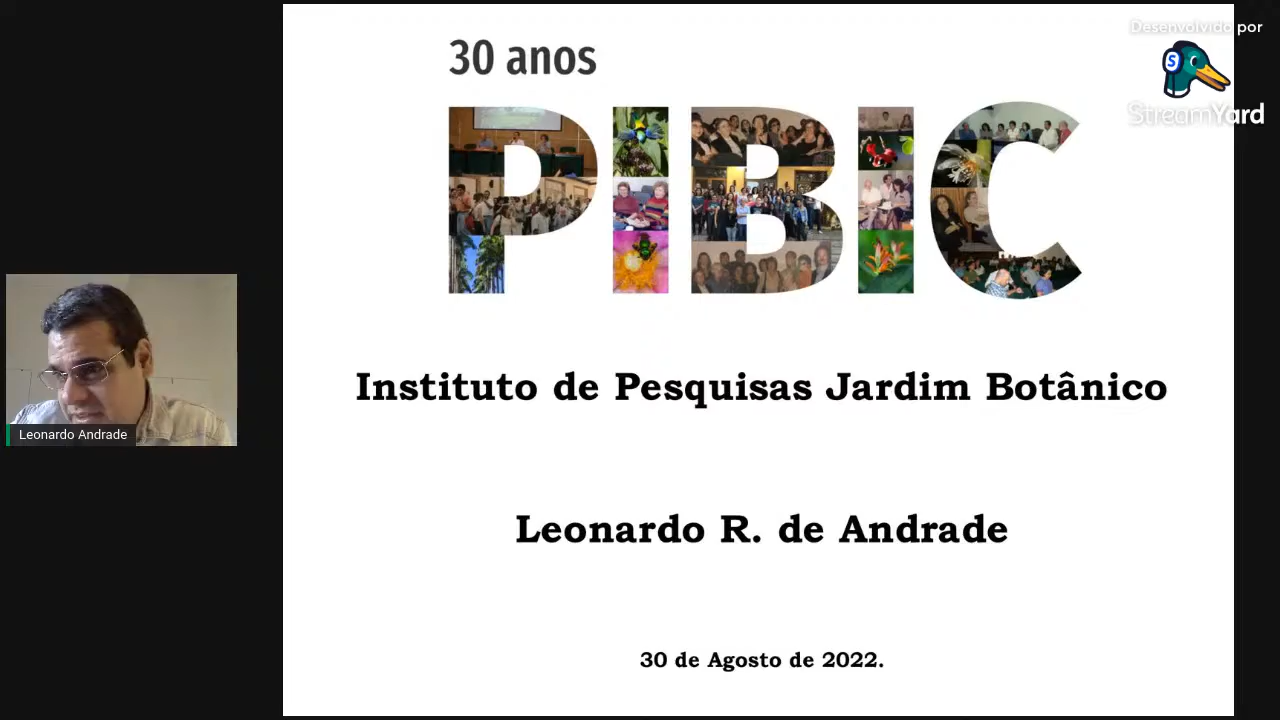 Desenvolvido por
S
StreamYard
30 anos
PIBIC
Instituto de Pesquisas Jardim Botânico
Leonardo R. de Andrade
30 de Agosto de 2022.
Leonardo Andrade